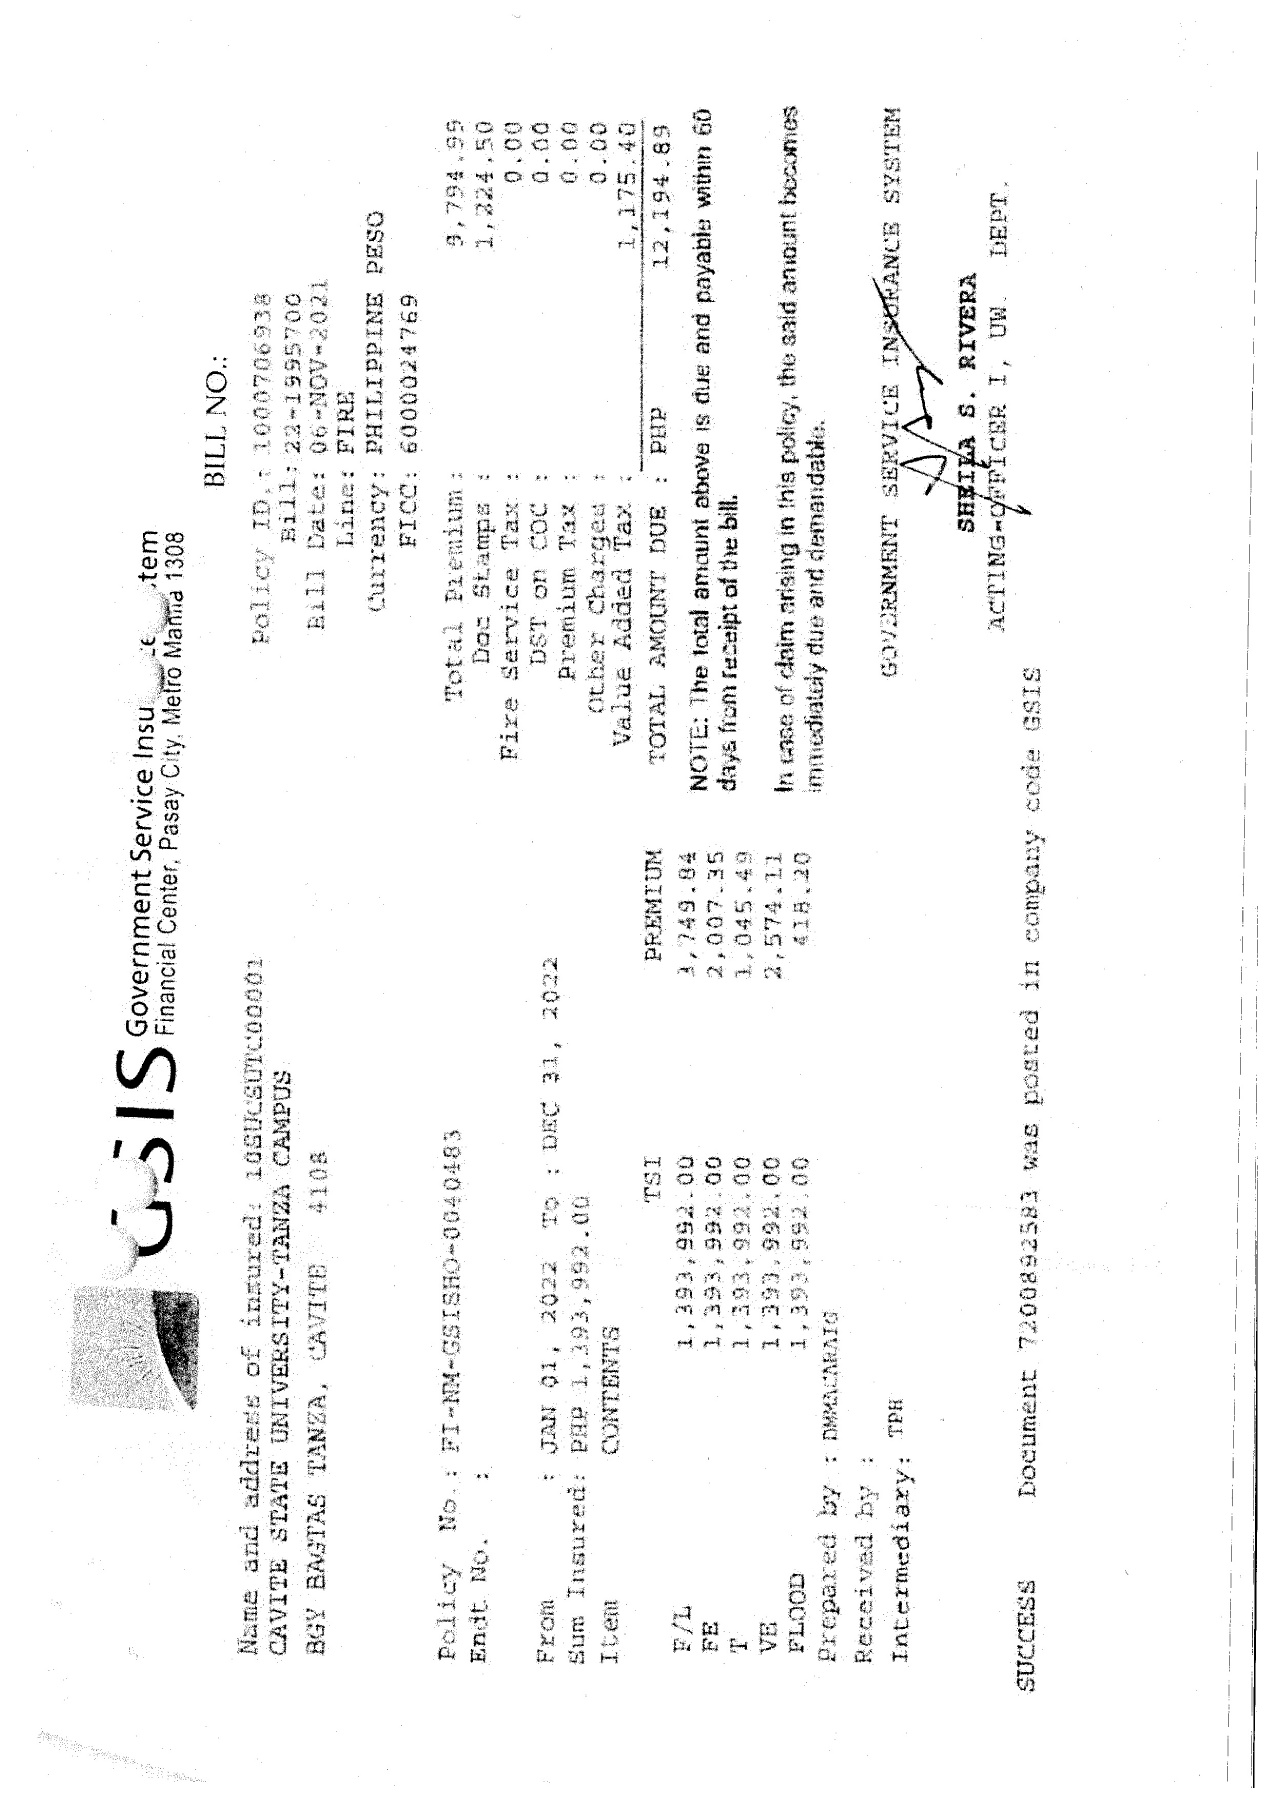 GSIS
Government Service Insu
tem
Financial Center, Pasay City, Metro Manila 1308
BILL NO.:
Name and address of insured: 10SUCSUTC00001
CAVITE STATE UNIVERSITY-TANZA CAMPUS
BGY BAGTAS TANZA, CAVITE 4108
Policy ID.: 1000706938
Bill: 22-1995700
Bill Date: 06-NOV-2021
Line: FIRE
Currency: PHILIPPINE PESO
FICC: 6000024769
Policy No.: FI-NM-GSISHO-0040483
Endt No. :
From : JAN 01, 2022 To : DEC 31, 2022
Sum Insured: PHP 1,393,992.00
Item CONTENTS
TSI PREMIUM
F/L 1,393,992.00 3,749.84
FE 1,393,992.00 2,007.35
T 1,393,992.00 1,045.49
VE 1,393,992.00 2,574.11
FLOOD 1,393,992.00 418.20
Prepared by : DMMACARAIG
Received by :
Intermediary: TPH
Total Premium: 9,794.99
Doc Stamps : 1,224.50
Fire Service Tax : 0.00
DST on COC : 0.00
Premium Tax : 0.00
Other Charges : 0.00
Value Added Tax : 1,175.40
TOTAL AMOUNT DUE : PHP 12,194.89
NOTE: The total amount above is due and payable within 60
days from receipt of the bill.
In case of claim arising in this policy, the said amount becomes
immediately due and demandable.
GOVERNMENT SERVICE INSURANCE SYSTEM
SHEILA S. RIVERA
ACTING-OFFICER I, UW. DEPT.
SUCCESS Document 7200892583 was posted in company code GSIS